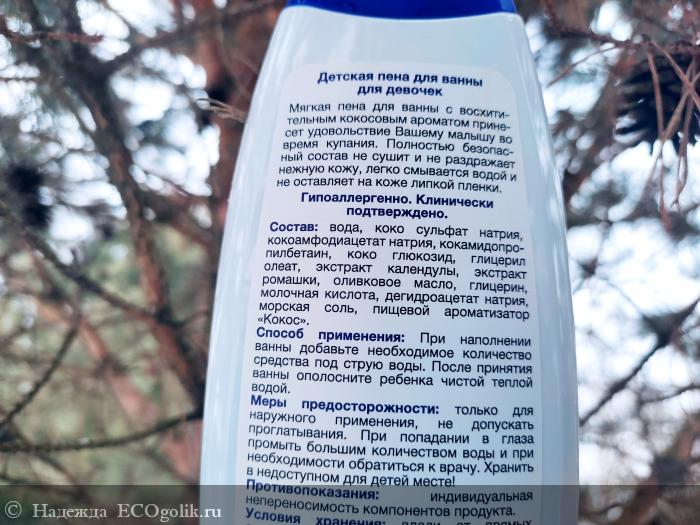 Детская пена для ванны
для девочек
Мягкая пена для ванны с восхити-
тельным кокосовым ароматом прине-
сет удовольствие Вашему малышу во
время купания. Полностью безопас-
ный состав не сушит и не раздражает
нежную кожу, легко смывается водой и
не оставляет на коже липкой пленки.
Гипоаллергенно. Клинически
подтверждено.
Состав: вода, коко сульфат натрия,
кокоамфодиацетат натрия, кокамидопро-
пилбетаин, коко глюкозид, глицерил
олеат, экстракт календулы, экстракт
ромашки, оливковое масло, глицерин,
молочная кислота, дегидроацетат натрия,
морская соль, пищевой ароматизатор
«Кокос».
Способ применения: При наполнении
ванны добавьте необходимое количество
средства под струю воды. После принятия
ванны ополосните ребенка чистой теплой
водой.
Меры предосторожности: только для
наружного применения, не допускать
проглатывания. При попадании в глаза
промыть большим количеством воды и при
необходимости обратиться к врачу. Хранить
в недоступном для детей месте!
Противопоказания: индивидуальная
непереносимость компонентов продукта.
Условия хранения: вдали от прямых
© Надежда ECOgolik.ru